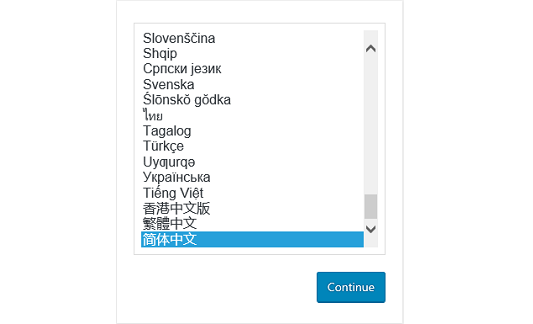 Slovenščina
Shqip
Српски језик
Svenska
Ślōnskŏ gŏdka
ไทย
Tagalog
Türkçe
Uyƣurqə
Українська
Tiếng Việt
香港中文版
繁體中文
简体中文
Continue